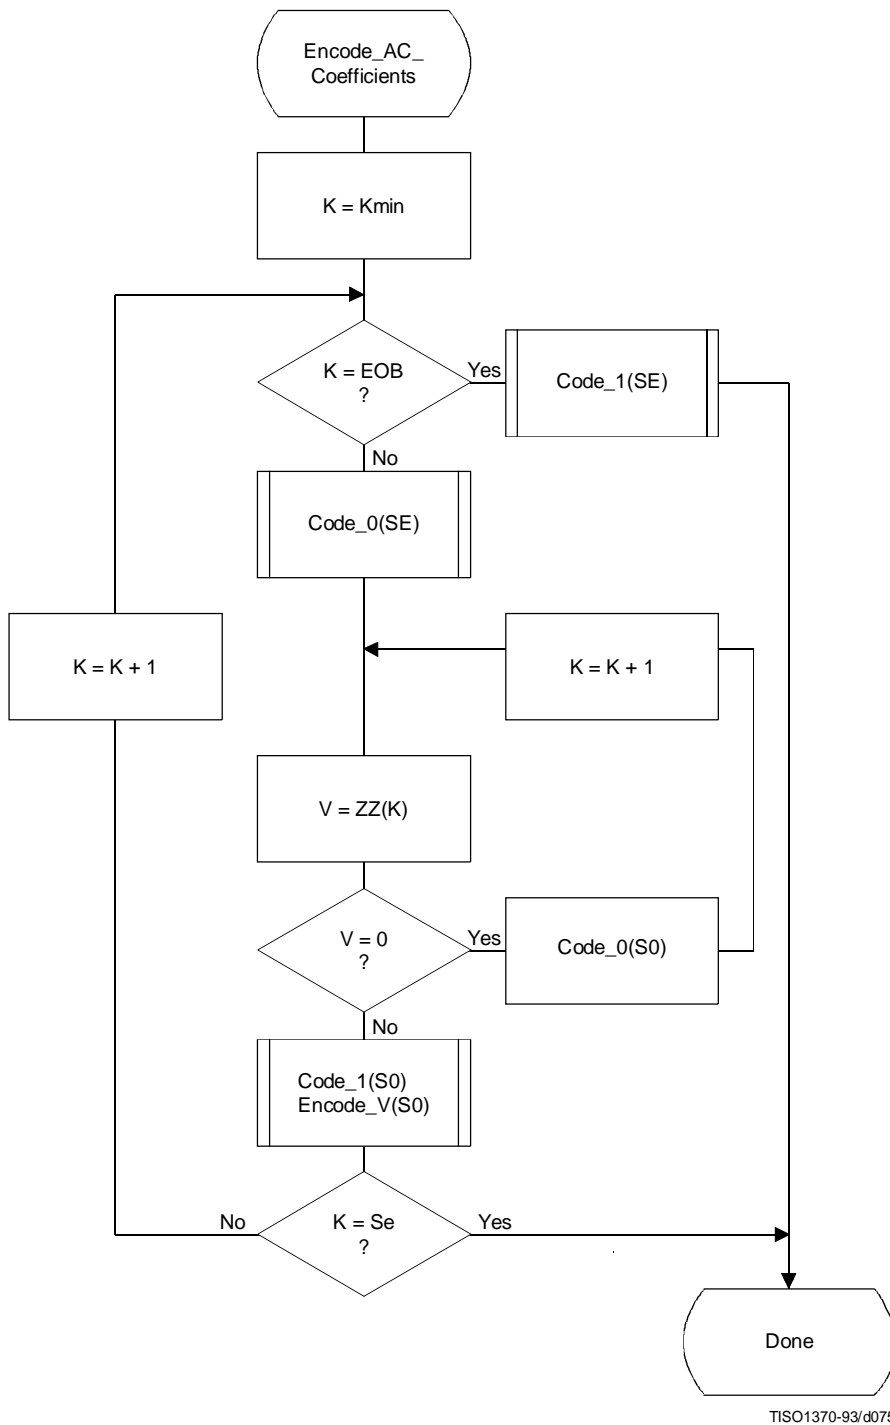 Encode_AC_
Coefficients
K = Kmin
K = EOB
?
Yes
Code_1(SE)
No
Code_0(SE)
K = K + 1
K = K + 1
V = ZZ(K)
V = 0
?
Yes
Code_0(S0)
No
Code_1(S0)
Encode_V(S0)
No
K = Se
?
Yes
Done
TISO1370-93/d075